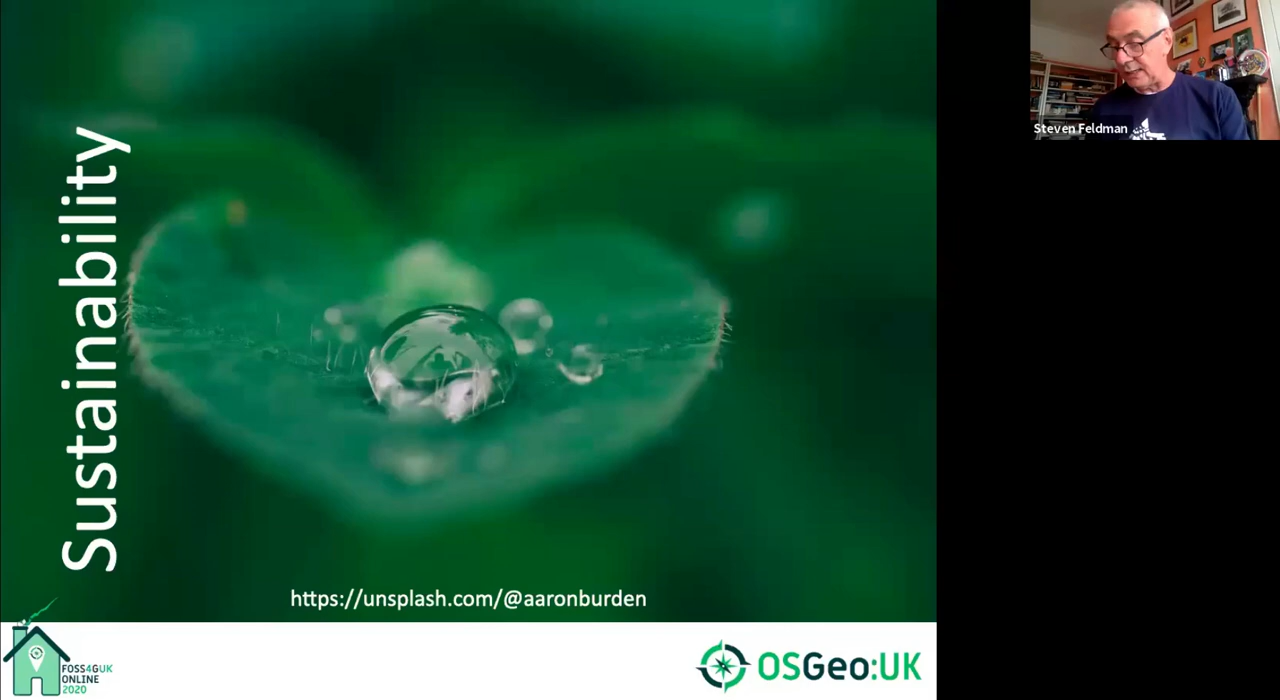 Sustainability
https://unsplash.com/@aaronburden
FOSS4GUK
ONLINE
2020
OSGeo:UK
Steven Feldman